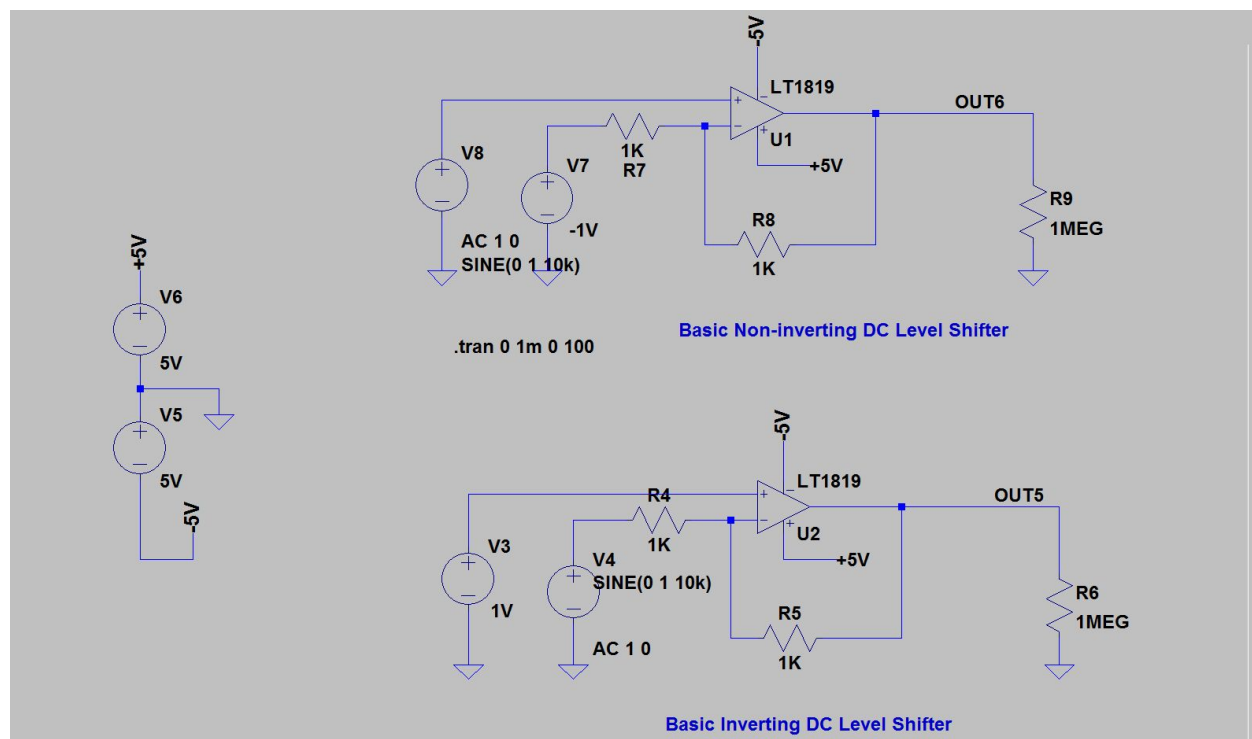 -5V
LT1819
OUT6
U1
+5V
V8
V7
1K
R7
-1V
AC 1 0
SINE(0 1 10k)
R8
1K
R9
1MEG
Basic Non-inverting DC Level Shifter
.tran 0 1m 0 100
+5V
V6
5V
V5
5V
-5V
-5V
LT1819
OUT5
U2
+5V
R4
1K
V3
1V
V4
SINE(0 1 10k)
AC 1 0
R5
1K
R6
1MEG
Basic Inverting DC Level Shifter